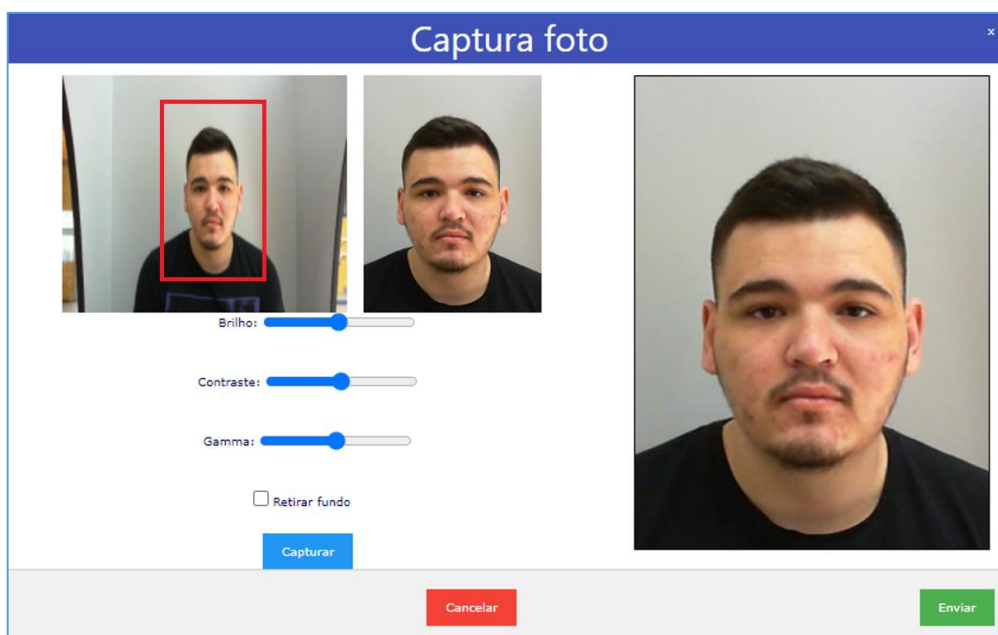 Captura foto
x
Brilho:
Contraste:
Gamma:
Retirar fundo
Capturar
Cancelar
Enviar